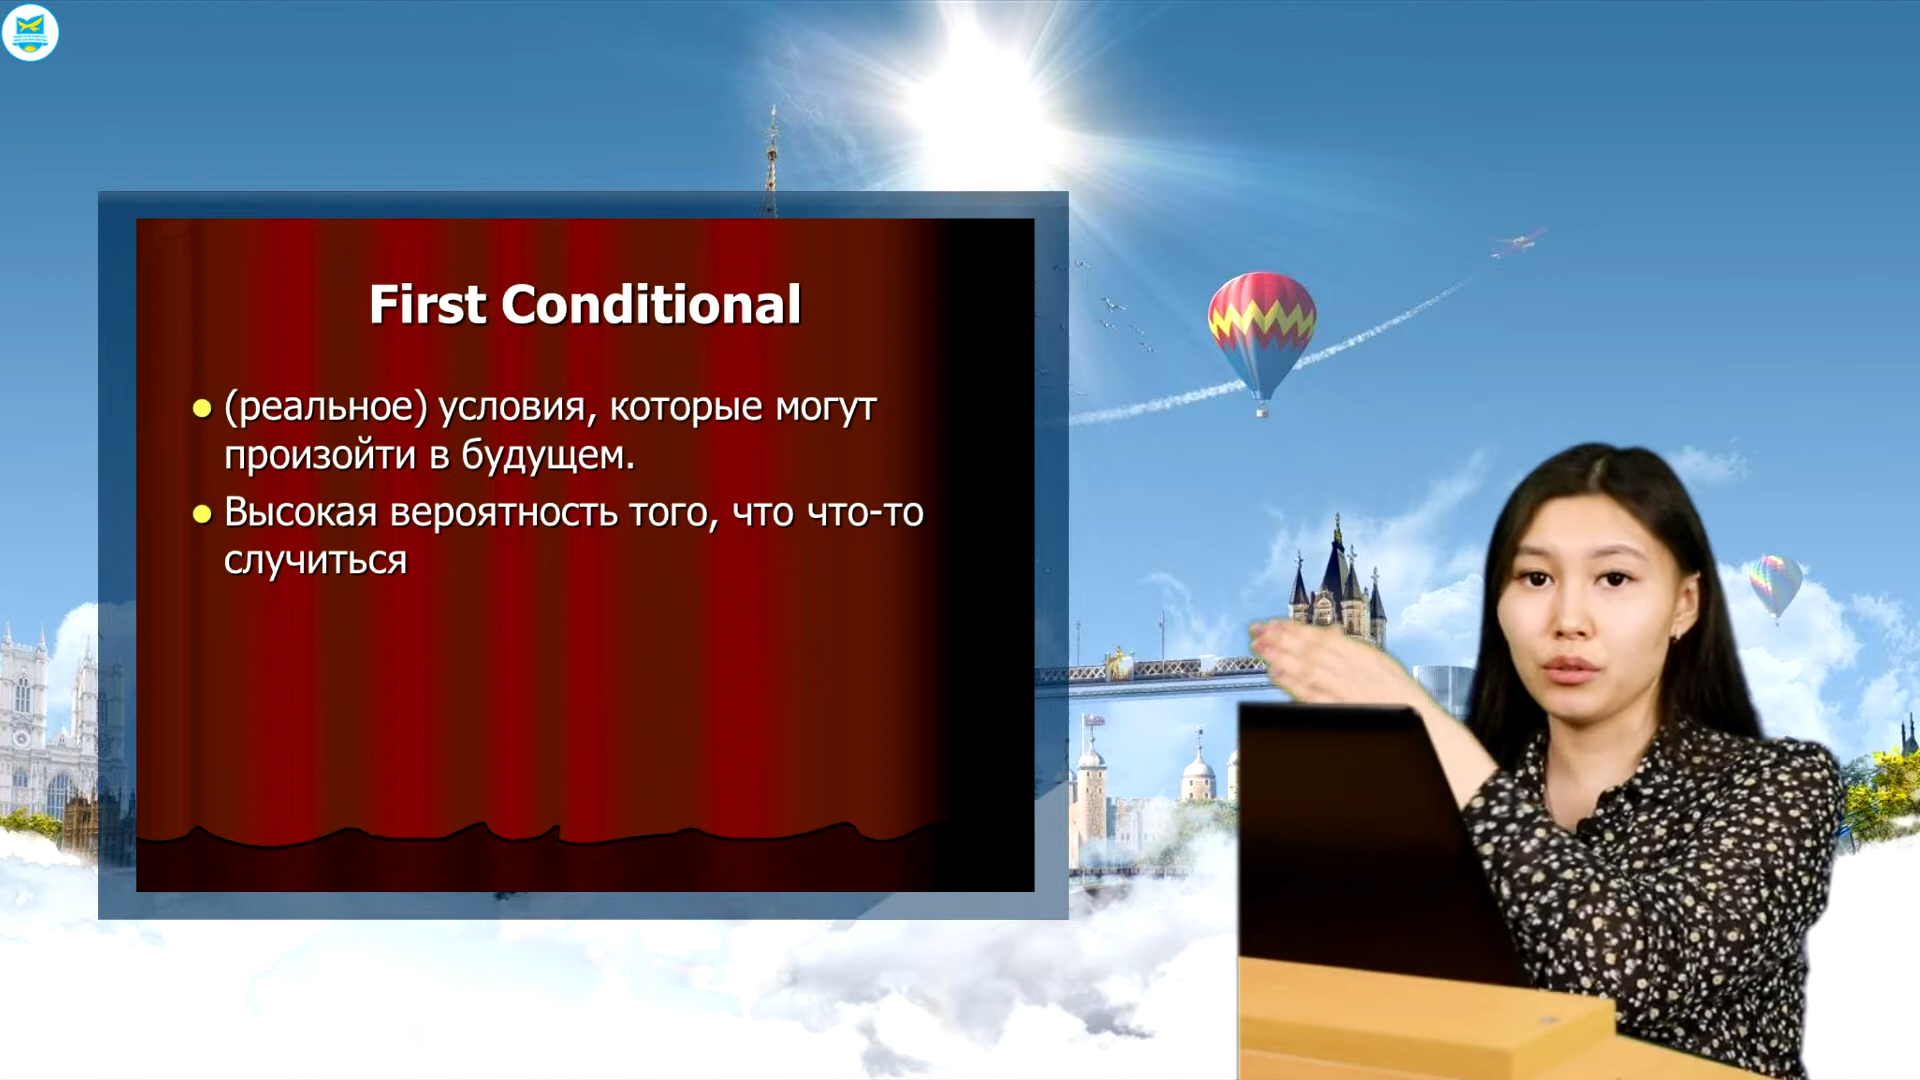 First Conditional
(реальное) условия, которые могут
произойти в будущем.
Высокая вероятность того, что что-то
случиться